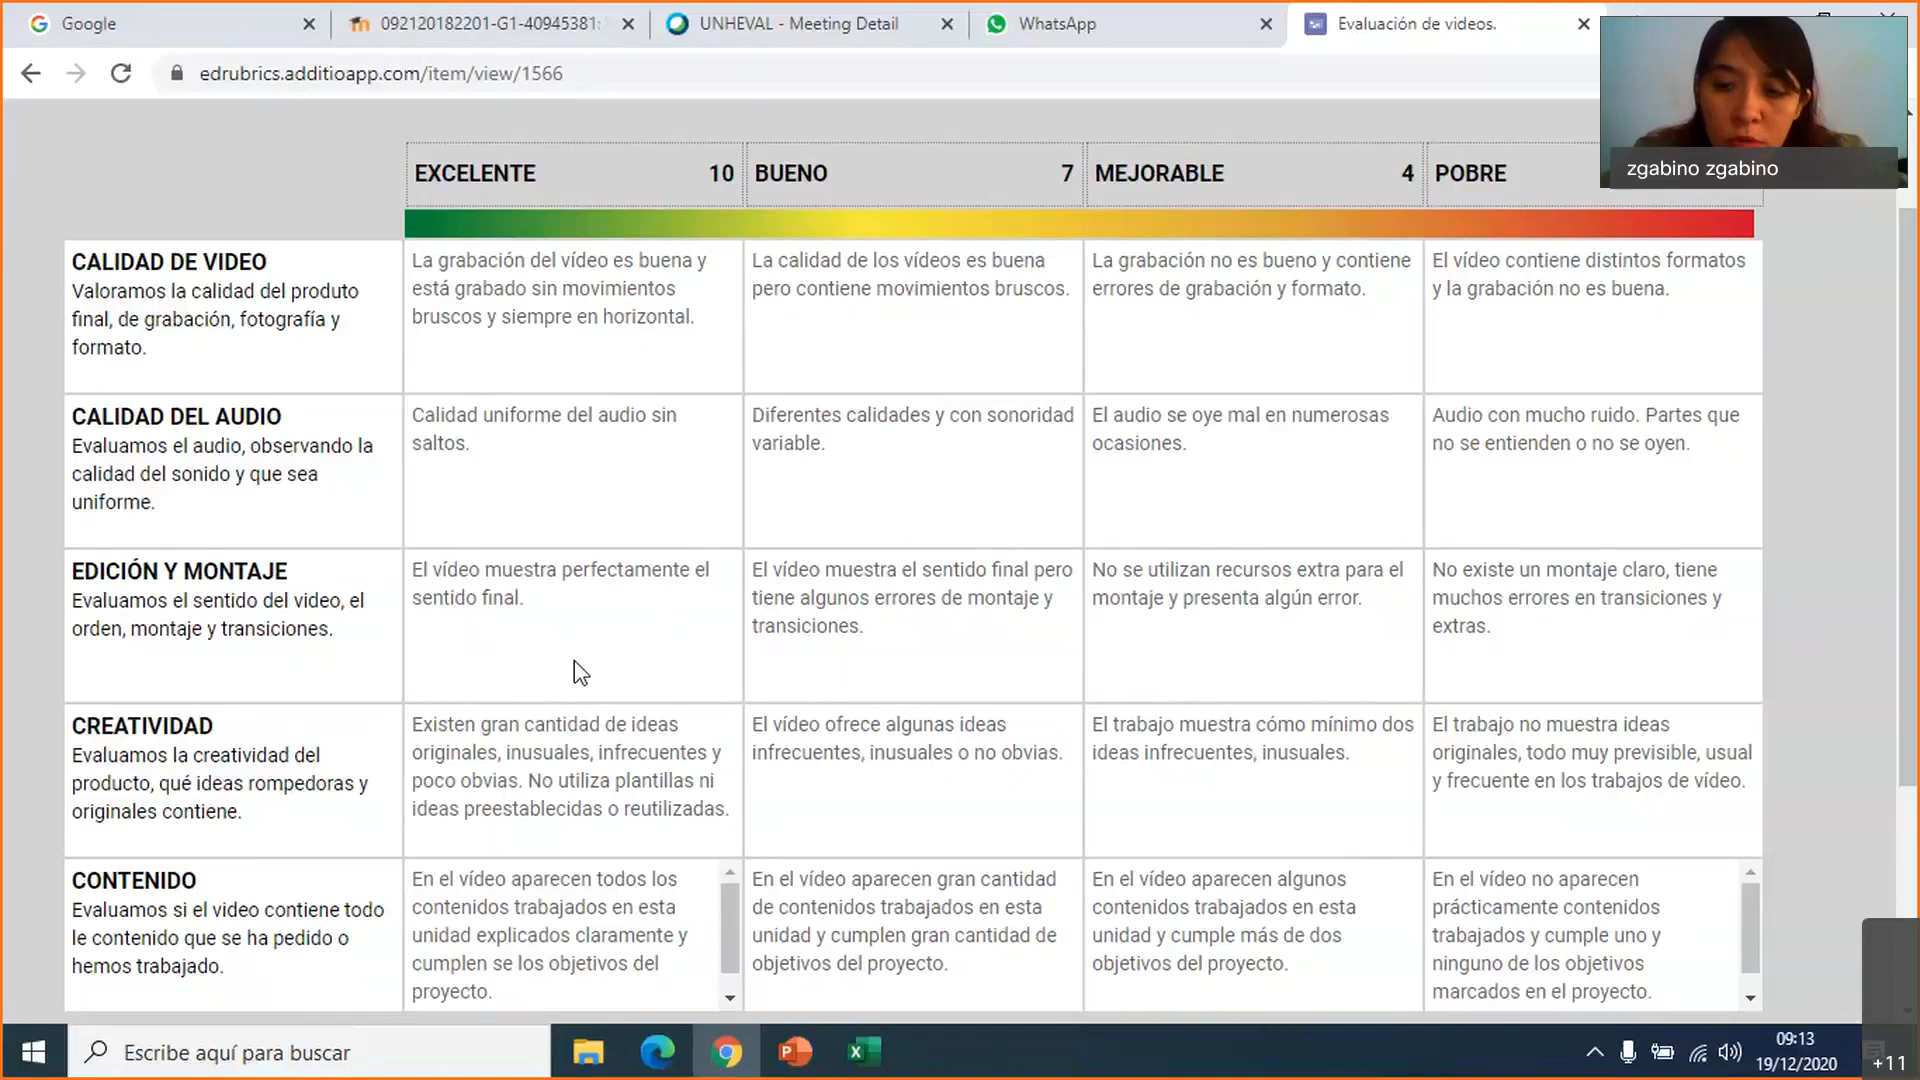 Google
092120182201-G1-40945381
UNHEVAL - Meeting Detail
WhatsApp
Evaluación de videos.
edrubrics.additioapp.com/item/view/1566
zgabino zgabino
EXCELENTE 10
BUENO 7
MEJORABLE 4
POBRE
CALIDAD DE VIDEO
Valoramos la calidad del produto
final, de grabación, fotografía y
formato.
La grabación del vídeo es buena y
está grabado sin movimientos
bruscos y siempre en horizontal.
La calidad de los vídeos es buena
pero contiene movimientos bruscos.
La grabación no es bueno y contiene
errores de grabación y formato.
El vídeo contiene distintos formatos
y la grabación no es buena.
CALIDAD DEL AUDIO
Evaluamos el audio, observando la
calidad del sonido y que sea
uniforme.
Calidad uniforme del audio sin
saltos.
Diferentes calidades y con sonoridad
variable.
El audio se oye mal en numerosas
ocasiones.
Audio con mucho ruido. Partes que
no se entienden o no se oyen.
EDICIÓN Y MONTAJE
Evaluamos el sentido del video, el
orden, montaje y transiciones.
El vídeo muestra perfectamente el
sentido final.
El vídeo muestra el sentido final pero
tiene algunos errores de montaje y
transiciones.
No se utilizan recursos extra para el
montaje y presenta algún error.
No existe un montaje claro, tiene
muchos errores en transiciones y
extras.
CREATIVIDAD
Evaluamos la creatividad del
producto, qué ideas rompedoras y
originales contiene.
Existen gran cantidad de ideas
originales, inusuales, infrecuentes y
poco obvias. No utiliza plantillas ni
ideas preestablecidas o reutilizadas.
El vídeo ofrece algunas ideas
infrecuentes, inusuales o no obvias.
El trabajo muestra cómo mínimo dos
ideas infrecuentes, inusuales.
El trabajo no muestra ideas
originales, todo muy previsible, usual
y frecuente en los trabajos de vídeo.
CONTENIDO
Evaluamos si el video contiene todo
le contenido que se ha pedido o
hemos trabajado.
En el vídeo aparecen todos los
contenidos trabajados en esta
unidad explicados claramente y
cumplen se los objetivos del
proyecto.
En el vídeo aparecen gran cantidad
de contenidos trabajados en esta
unidad y cumplen gran cantidad de
objetivos del proyecto.
En el vídeo aparecen algunos
contenidos trabajados en esta
unidad y cumple más de dos
objetivos del proyecto.
En el vídeo no aparecen
prácticamente contenidos
trabajados y cumple uno y
ninguno de los objetivos
marcados en el proyecto.
Escribe aquí para buscar
09:13
19/12/2020
+11